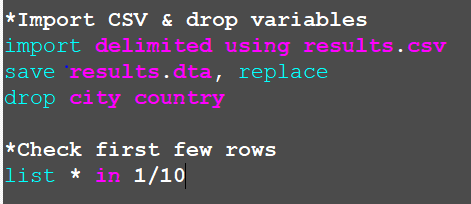 *Import CSV & drop variables
import delimited using results.csv
save results.dta, replace
drop city country
*Check first few rows
list * in 1/10